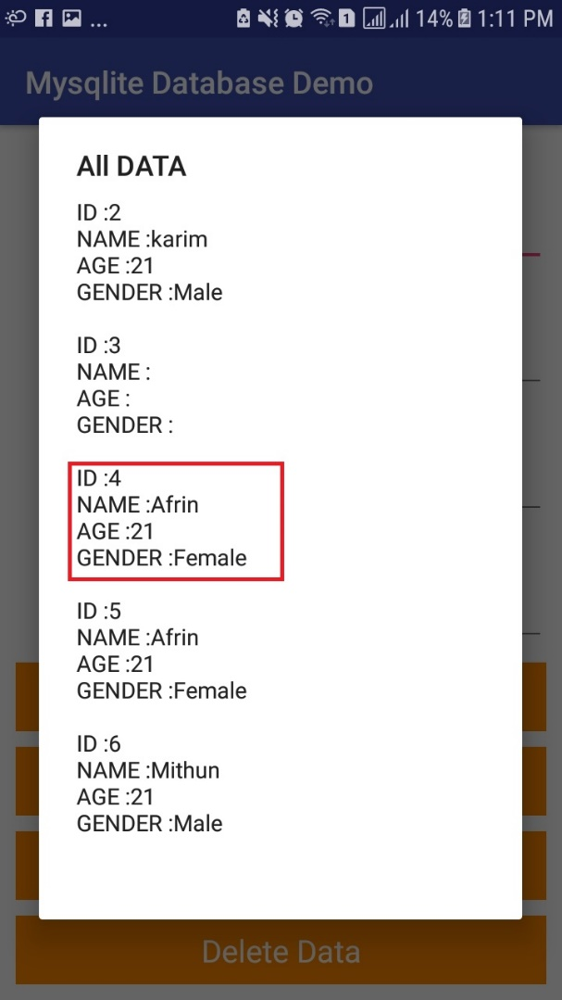 14% 1:11 PM
Mysqlite Database Demo
All DATA
ID :2
NAME :karim
AGE :21
GENDER :Male
ID :3
NAME :
AGE :
GENDER :
ID :4
NAME :Afrin
AGE :21
GENDER :Female
ID :5
NAME :Afrin
AGE :21
GENDER :Female
ID :6
NAME :Mithun
AGE :21
GENDER :Male
Delete Data